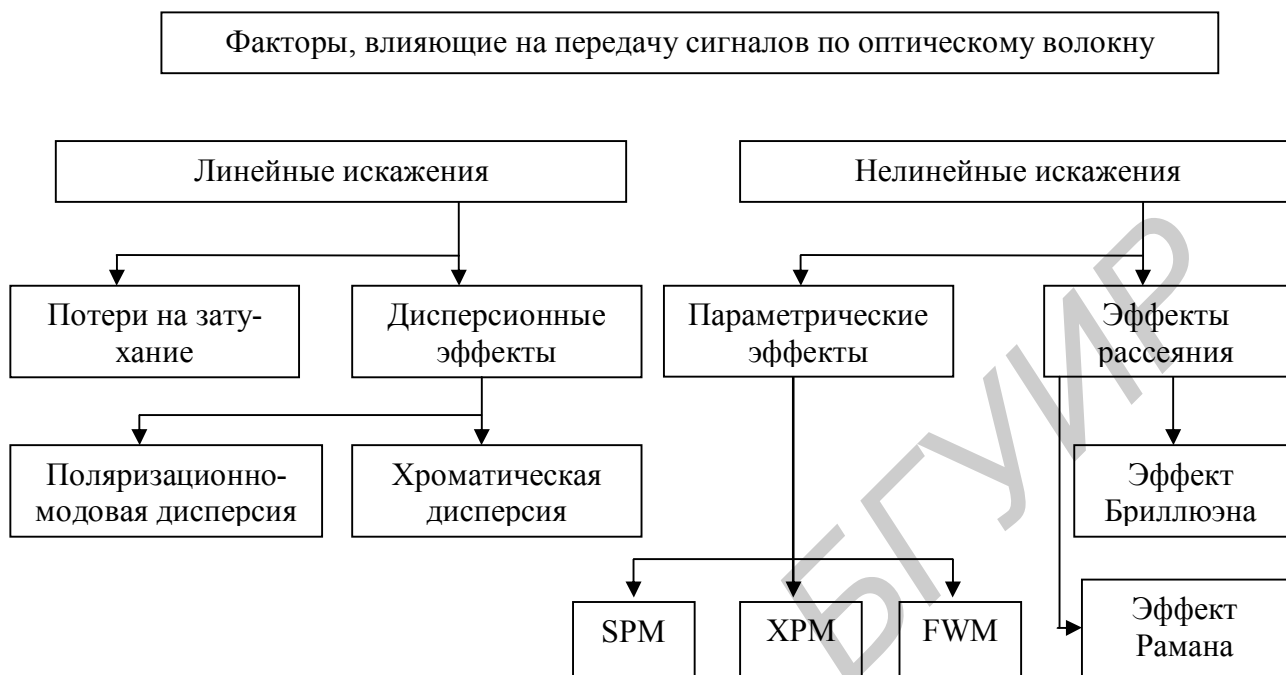 Факторы, влияющие на передачу сигналов по оптическому волокну
Линейные искажения
Нелинейные искажения
Потери на зату-
хание
Дисперсионные
эффекты
Параметрические
эффекты
Эффекты
рассеяния
Поляризационно-
модовая дисперсия
Хроматическая
дисперсия
Эффект
Бриллюэна
SPM
XPM
FWM
Эффект
Рамана
БГУИР